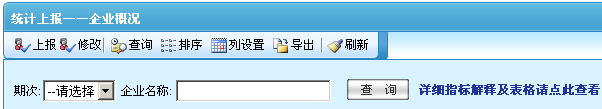 统计上报——企业概况
上报 修改 查询 排序 列设置 导出 刷新
期次: --请选择 企业名称: 查 询 详细指标解释及表格请点此查看